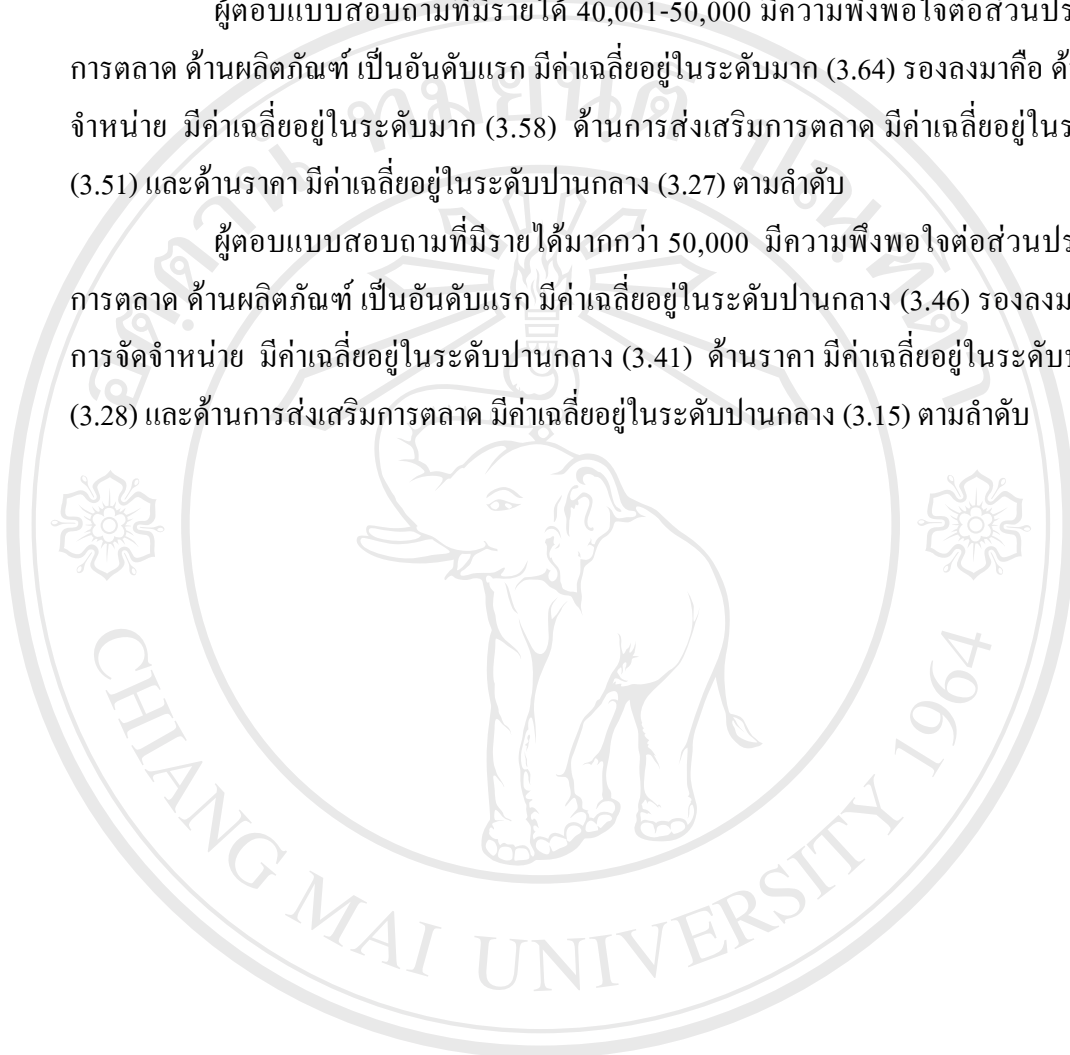 ผู้ตอบแบบสอบถามที่มีรายได้ 40,001-50,000 มีความพึงพอใจต่อส่วนประ
การตลาด ด้านผลิตภัณฑ์ เป็นอันดับแรก มีค่าเฉลี่ยอยู่ในระดับมาก (3.64) รองลงมาคือ ด้
จำหน่าย มีค่าเฉลี่ยอยู่ในระดับมาก (3.58) ด้านการส่งเสริมการตลาด มีค่าเฉลี่ยอยู่ในร
(3.51) และด้านราคา มีค่าเฉลี่ยอยู่ในระดับปานกลาง (3.27) ตามลำดับ
ผู้ตอบแบบสอบถามที่มีรายได้มากกว่า 50,000 มีความพึงพอใจต่อส่วนประ
การตลาด ด้านผลิตภัณฑ์ เป็นอันดับแรก มีค่าเฉลี่ยอยู่ในระดับปานกลาง (3.46) รองลงม
การจัดจำหน่าย มีค่าเฉลี่ยอยู่ในระดับปานกลาง (3.41) ด้านราคา มีค่าเฉลี่ยอยู่ในระดับป
(3.28) และด้านการส่งเสริมการตลาด มีค่าเฉลี่ยอยู่ในระดับปานกลาง (3.15) ตามลำดับ
อตฺตานํ ทมยนฺติ ปณฺฑิตา
CHIANG MAI UNIVERSITY 1964